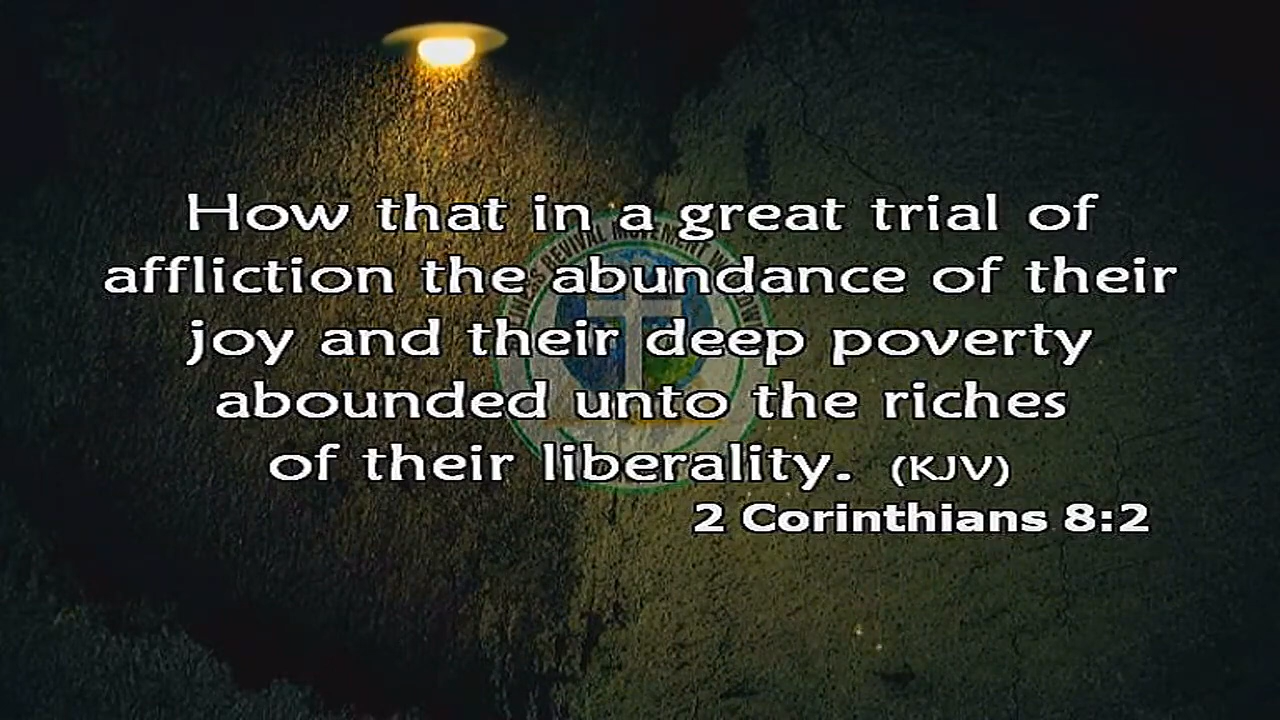 How that in a great trial of
affliction the abundance of their
joy and their deep poverty
abounded unto the riches
of their liberality. (KJV)
2 Corinthians 8:2
REVIVAL